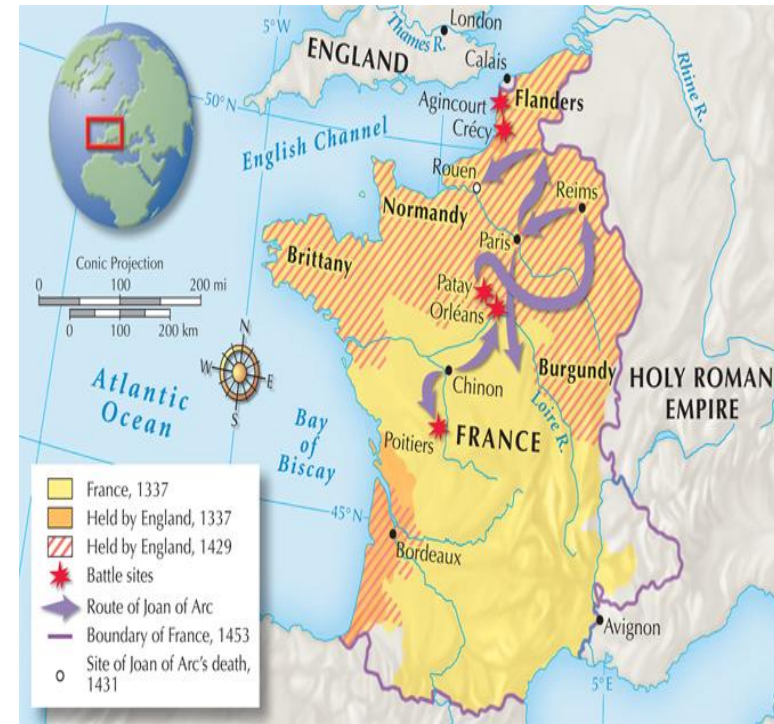 London
5°W
Thames R.
ENGLAND
Calais
Rhine R.
50°N
Agincourt
Flanders
Crécy
English Channel
Rouen
Reims
Normandy
Paris
Brittany
Conic Projection
0 100 200 mi
0 100 200 km
Patay
Orléans
N
W E
S
Burgundy
HOLY ROMAN
EMPIRE
Chinon
Loire R.
Atlantic
Ocean
Bay
of
Biscay
Poitiers
FRANCE
45°N
Bordeaux
Avignon
5°E
France, 1337
Held by England, 1337
Held by England, 1429
Battle sites
Route of Joan of Arc
Boundary of France, 1453
Site of Joan of Arc's death,
1431